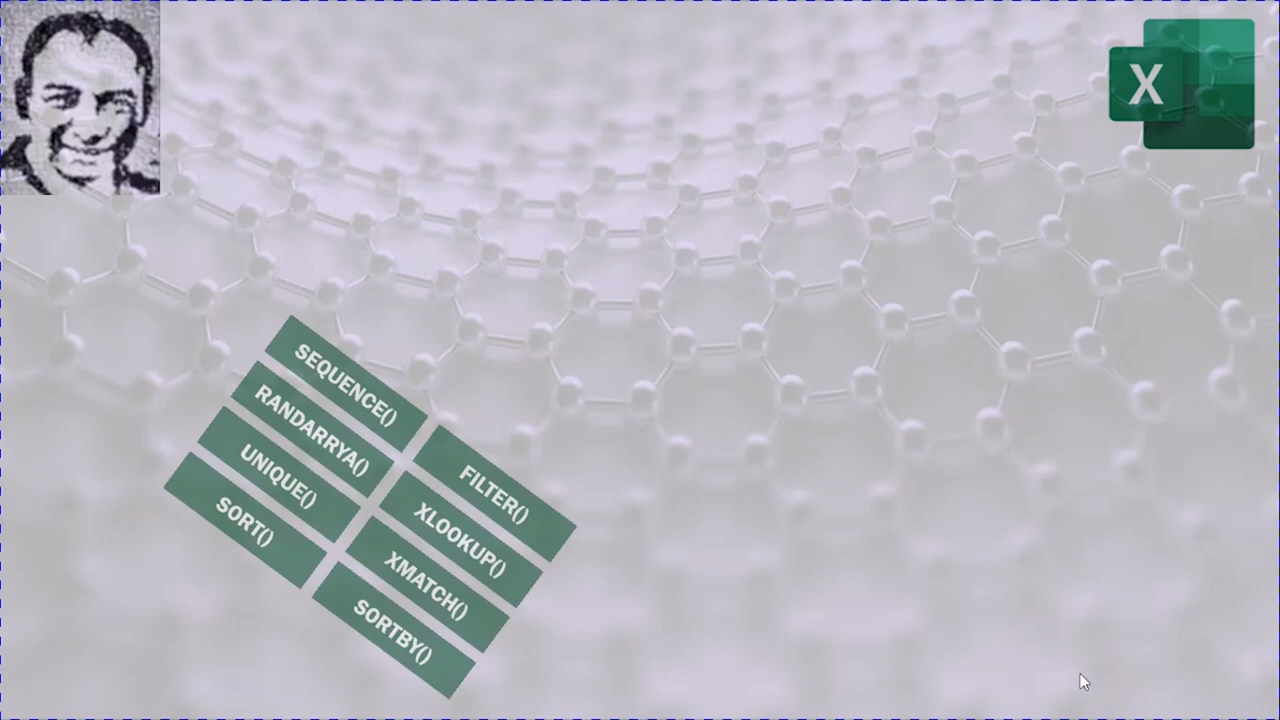 X
SEQUENCE()
RANDARRYA()
UNIQUE()
SORT()
FILTER()
XLOOKUP()
XMATCH()
SORTBY()